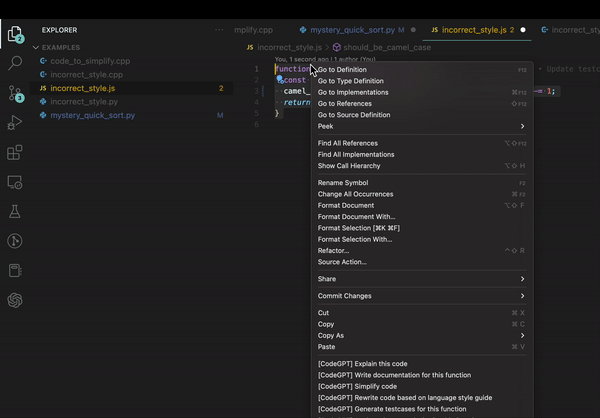 EXPLORER
EXAMPLES
code_to_simplify.cpp
incorrect_style.cpp
incorrect_style.js 2
incorrect_style.py
mystery_quick_sort.py M
2
3
mplify.cpp mystery_quick_sort.py M incorrect_style.js 2 incorrect_sty
JS incorrect_style.js > should_be_camel_case
You, 1 second ago | 1 author (You)
1 function • Update testc
2 const
3 camel_ -= 1;
4 return
5 }
6
Go to Definition F12
Go to Type Definition
Go to Implementations ⌘F12
Go to References ⇧F12
Go to Source Definition
Peek >
Find All References ⌥⇧F12
Find All Implementations
Show Call Hierarchy ⌥⇧ H
Rename Symbol F2
Change All Occurrences ⌘ F2
Format Document ⌥⇧ F
Format Document With...
Format Selection [⌘K ⌘F]
Format Selection With...
Refactor... ^⇧ R
Source Action...
Share >
Commit Changes >
Cut ⌘ X
Copy ⌘ C
Copy As >
Paste ⌘ V
[CodeGPT] Explain this code
[CodeGPT] Write documentation for this function
[CodeGPT] Simplify code
[CodeGPT] Rewrite code based on language style guide
[CodeGPT] Generate testcases for this function